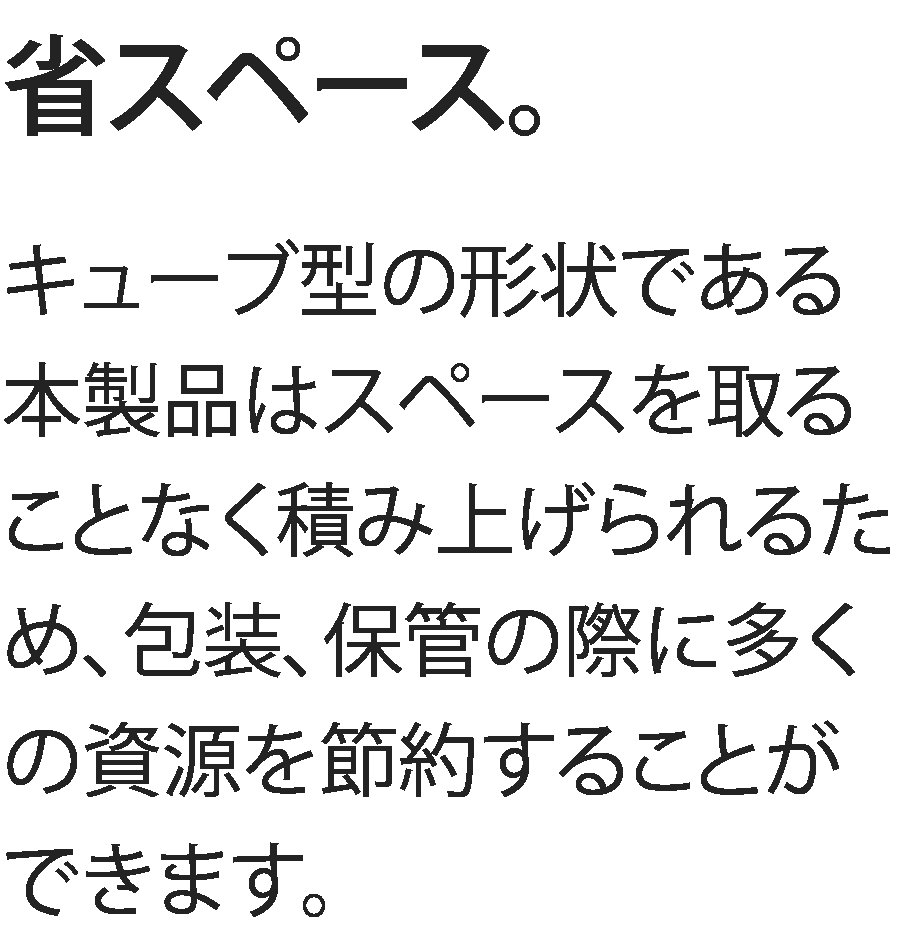 省スペース。
キューブ型の形状である
本製品はスペースを取る
ことなく積み上げられるた
め、包装、保管の際に多く
の資源を節約することが
できます。